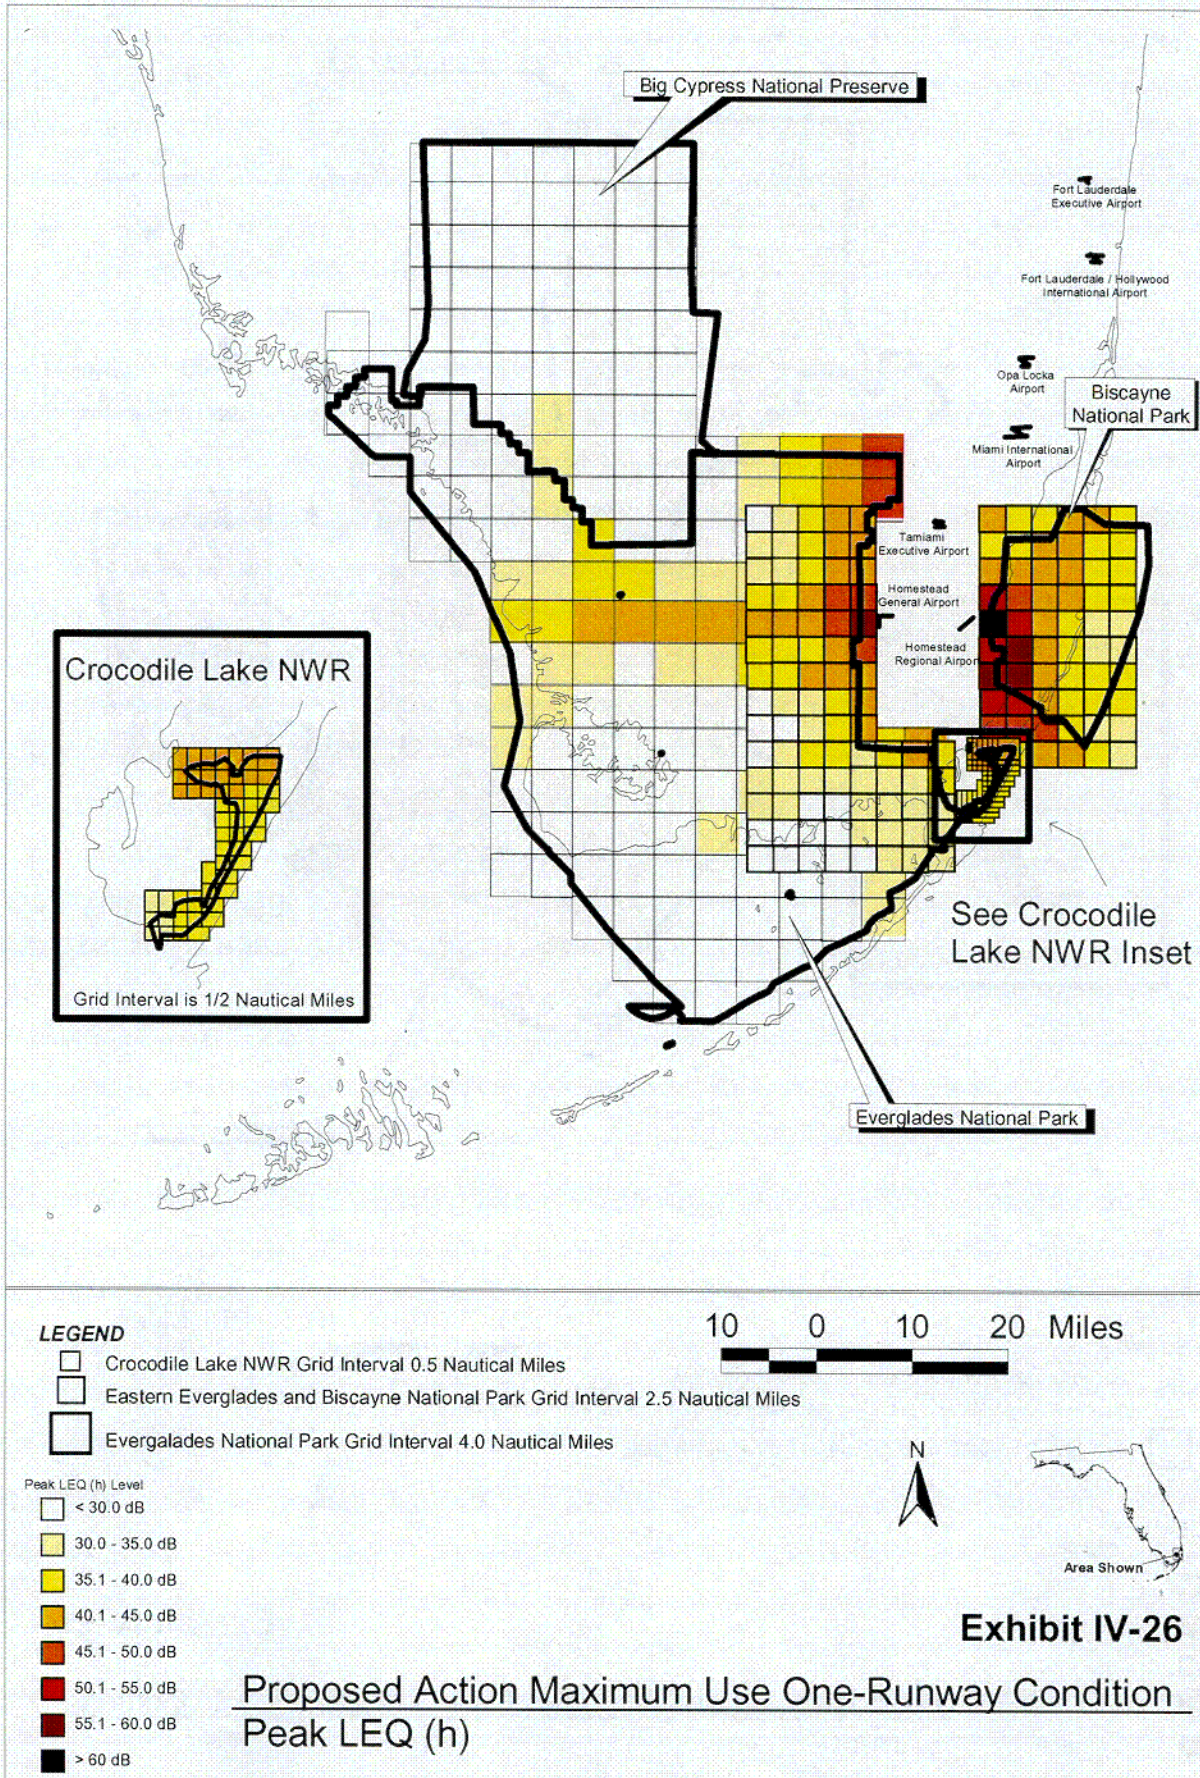 Big Cypress National Preserve
Fort Lauderdale
Executive Airport
Fort Lauderdale / Hollywood
International Airport
Opa Locka
Airport
Biscayne
National Park
Miami International
Airport
Tamiami
Executive Airport
Homestead
General Airport
Homestead
Regional Airport
Crocodile Lake NWR
Grid Interval is 1/2 Nautical Miles
See Crocodile
Lake NWR Inset
Everglades National Park
LEGEND
Crocodile Lake NWR Grid Interval 0.5 Nautical Miles
Eastern Everglades and Biscayne National Park Grid Interval 2.5 Nautical Miles
Evergalades National Park Grid Interval 4.0 Nautical Miles
10 0 10 20 Miles
Peak LEQ (h) Level
< 30.0 dB
30.0 - 35.0 dB
35.1 - 40.0 dB
40.1 - 45.0 dB
45.1 - 50.0 dB
50.1 - 55.0 dB
55.1 - 60.0 dB
> 60 dB
N
Area Shown
Exhibit IV-26
Proposed Action Maximum Use One-Runway Condition
Peak LEQ (h)